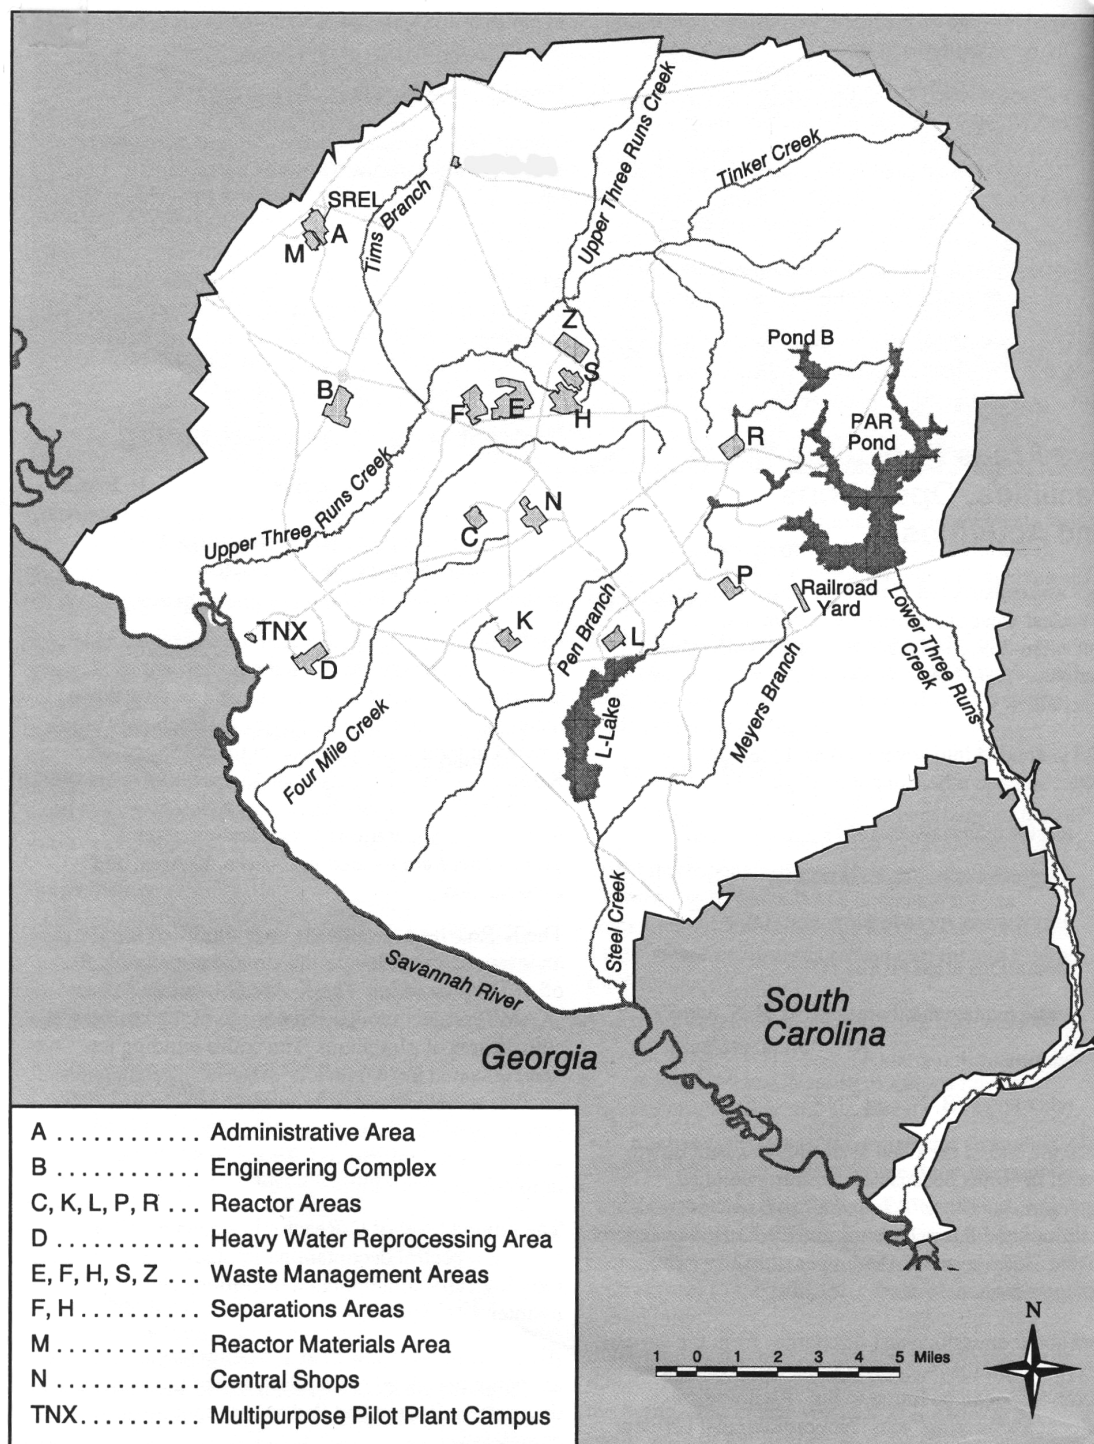 Upper Three Runs Creek
Tinker Creek
Tims Branch
SREL
A
M
Z
Pond B
S
B
F
E
H
PAR
Pond
R
Upper Three Runs Creek
N
C
P
Railroad
Yard
Lower Three Runs
Creek
TNX
K
Pen Branch
L
D
Meyers Branch
L-Lake
Four Mile Creek
Steel Creek
Savannah River
South
Carolina
Georgia
A ............ Administrative Area
B ............ Engineering Complex
C, K, L, P, R ... Reactor Areas
D ............ Heavy Water Reprocessing Area
E, F, H, S, Z ... Waste Management Areas
F, H .......... Separations Areas
M ............ Reactor Materials Area
N ............ Central Shops
TNX .......... Multipurpose Pilot Plant Campus
N
1 0 1 2 3 4 5 Miles